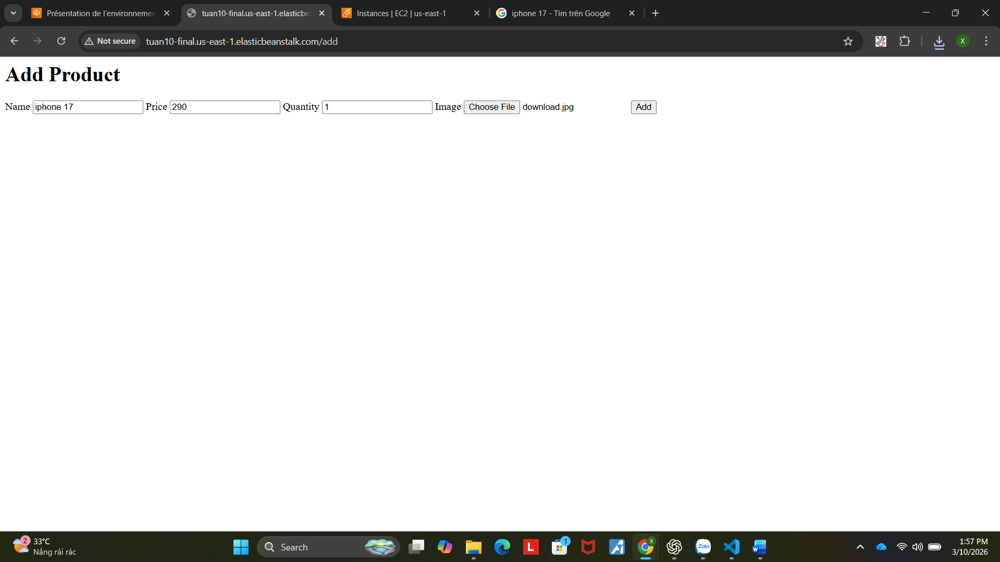 Présentation de l'environnemen
tuan10-final.us-east-1.elasticbe
Instances | EC2 | us-east-1
iphone 17 - Tìm trên Google
Not secure
tuan10-final.us-east-1.elasticbeanstalk.com/add
X
Add Product
Name iphone 17 Price 290 Quantity 1 Image Choose File download.jpg Add
2
33°C
Nắng rải rác
Search
L
1
X
Zalo
W
1:57 PM
3/10/2026